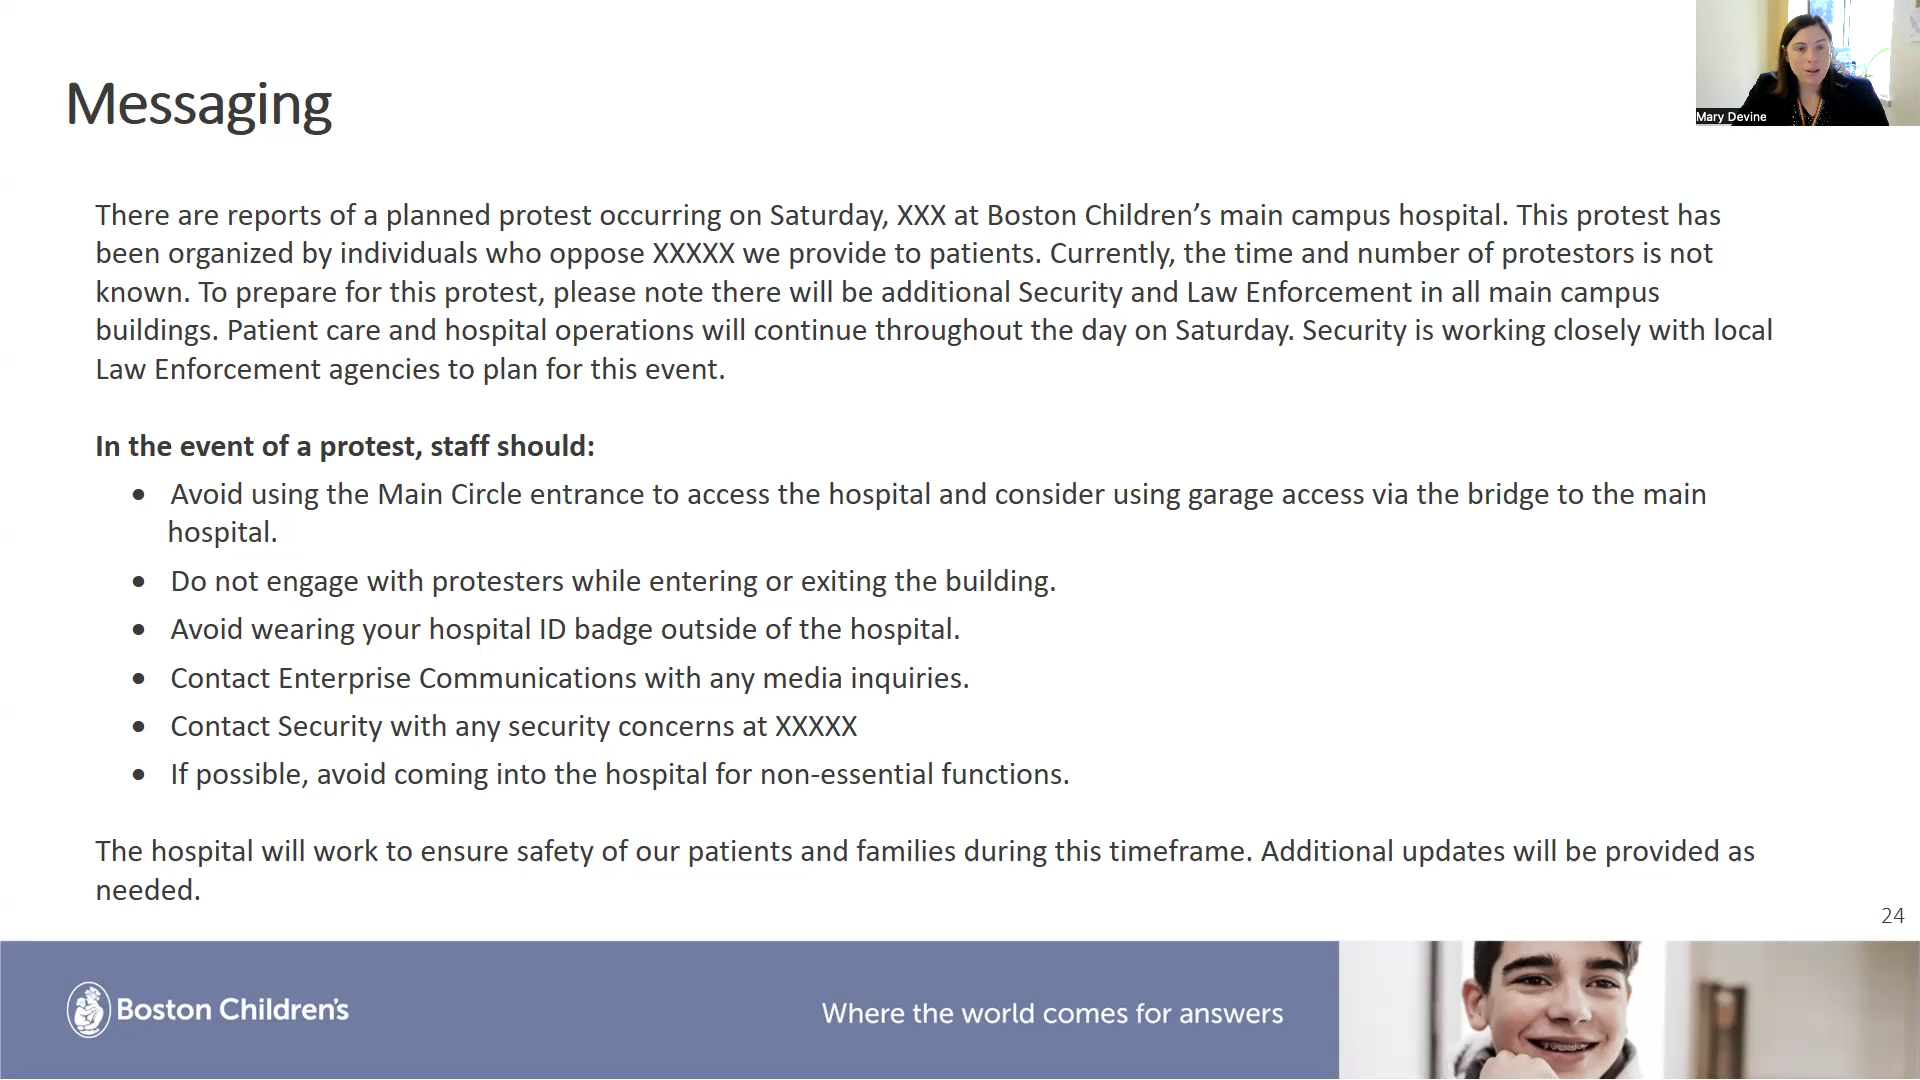 Messaging
Mary Devine
There are reports of a planned protest occurring on Saturday, XXX at Boston Children’s main campus hospital. This protest has
been organized by individuals who oppose XXXXX we provide to patients. Currently, the time and number of protestors is not
known. To prepare for this protest, please note there will be additional Security and Law Enforcement in all main campus
buildings. Patient care and hospital operations will continue throughout the day on Saturday. Security is working closely with local
Law Enforcement agencies to plan for this event.
In the event of a protest, staff should:
• Avoid using the Main Circle entrance to access the hospital and consider using garage access via the bridge to the main
hospital.
• Do not engage with protesters while entering or exiting the building.
• Avoid wearing your hospital ID badge outside of the hospital.
• Contact Enterprise Communications with any media inquiries.
• Contact Security with any security concerns at XXXXX
• If possible, avoid coming into the hospital for non-essential functions.
The hospital will work to ensure safety of our patients and families during this timeframe. Additional updates will be provided as
needed.
24
Boston Children’s
Where the world comes for answers